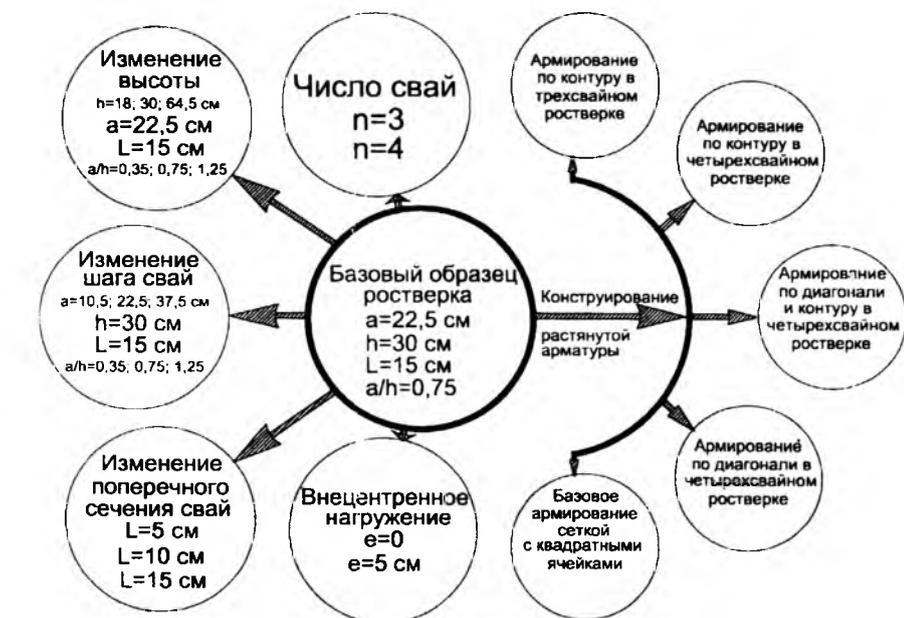 Изменение
высоты
h=18; 30; 64,5 см
a=22,5 см
L=15 см
a/h=0,35; 0,75; 1,25
Число свай
n=3
n=4
Армирование
по контуру в
трехсвайном
ростверке
Армирование
по контуру в
четырехсвайном
ростверке
Изменение
шага свай
a=10,5; 22,5; 37,5 см
h=30 см
L=15 см
a/h=0,35; 0,75; 1,25
Базовый образец
ростверка
a=22,5 см
h=30 см
L=15 см
a/h=0,75
Конструирование
растянутой
арматуры
Армирование
по диагонали
и контуру в
четырехсвайном
ростверке
Изменение
поперечного
сечения свай
L=5 см
L=10 см
L=15 см
Внецентренное
нагружение
e=0
e=5 см
Базовое
армирование
сеткой
с квадратными
ячейками
Армирование
по диагонали в
четырехсвайном
ростверке